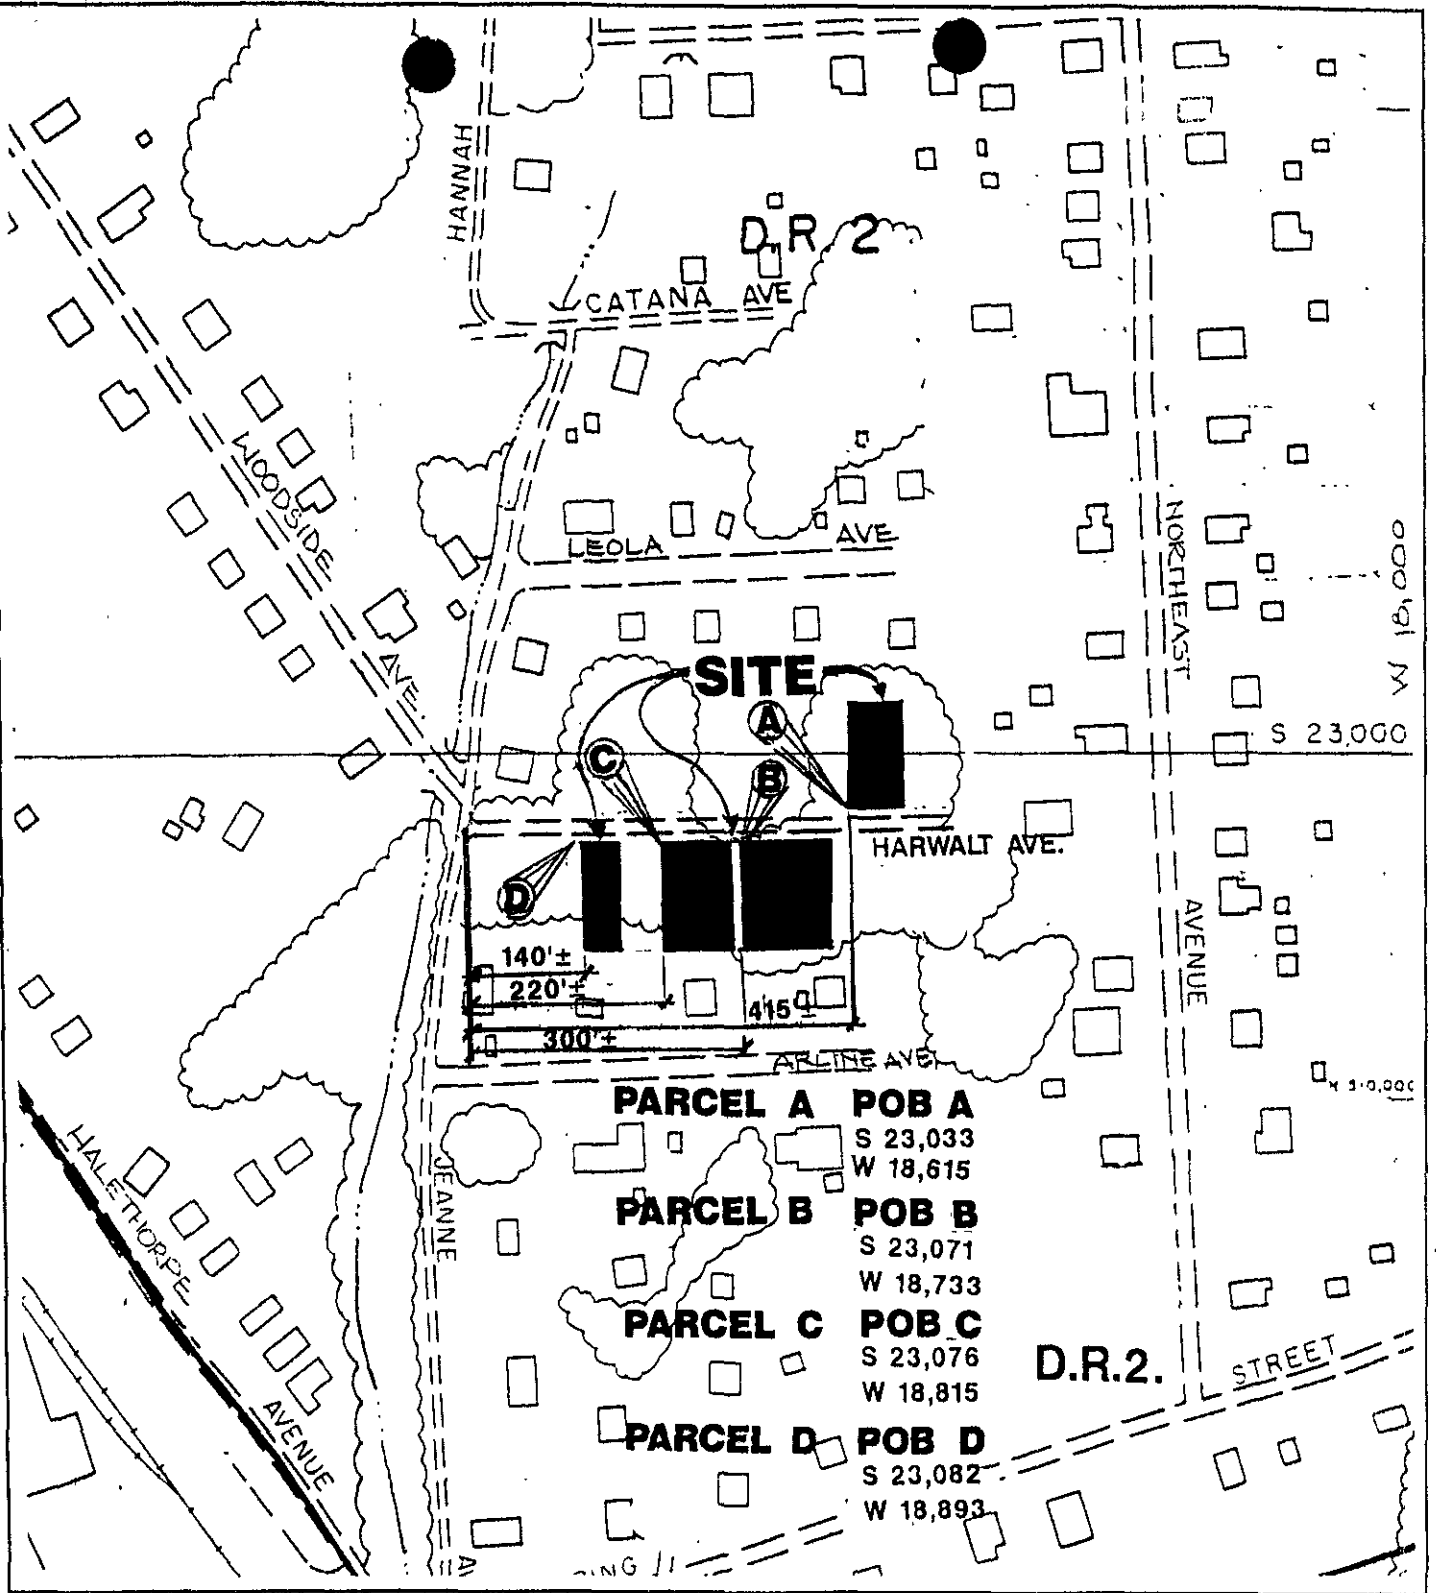 HANNAH
D.R.2
CATANA AVE
WOODSIDE
AVE.
LEOLA AVE
NORTHEAST
W 18,000
SITE
A
S 23,000
C
B
HARWALT AVE.
D
AVENUE
140'±
220'±
415'±
300'±
ARLINE AVE
PARCEL A POB A
S 23,033
W 18,615
HALETHORPE
JEANNE
PARCEL B POB B
S 23,071
W 18,733
PARCEL C POB C
S 23,076
W 18,815
D.R.2.
STREET
AVENUE
PARCEL D POB D
S 23,082
W 18,893